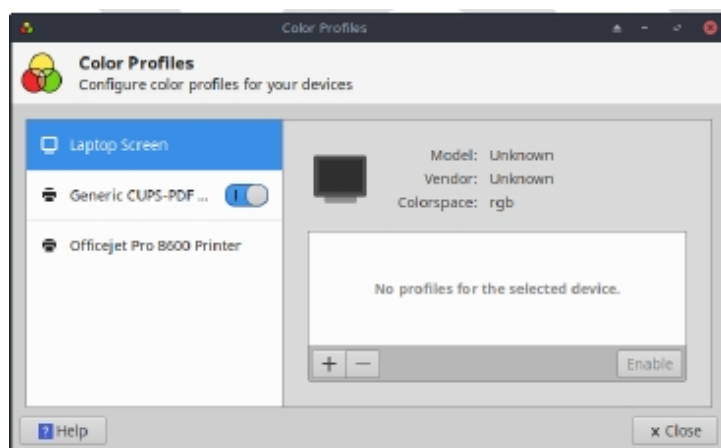 Color Profiles
Color Profiles
Configure color profiles for your devices
Laptop Screen
Generic CUPS-PDF ...
Officejet Pro 8600 Printer
Model: Unknown
Vendor: Unknown
Colorspace: rgb
No profiles for the selected device.
Enable
Help
Close